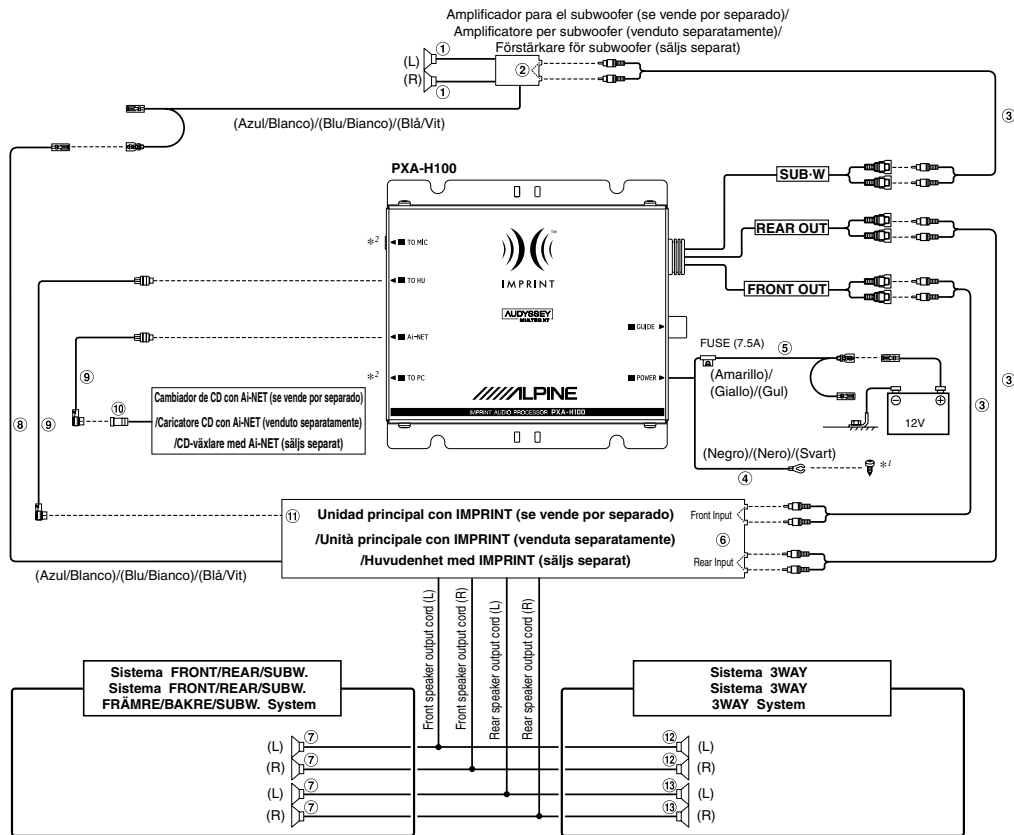 Amplificador para el subwoofer (se vende por separado)/
Amplificatore per subwoofer (venduto separatamente)/
Förstärkare för subwoofer (säljs separat)
(L)
①
(R)
①
②
(Azul/Blanco)/(Blu/Bianco)/(Blå/Vit)
③
PXA-H100
SUB·W
REAR OUT
FRONT OUT
*2
TO MIC
TO HU
Ai-NET
*2
TO PC
IMPRINT
™
AUDYSSEY
MULTEQ XT
GUIDE
POWER
ALPINE
IMPRINT AUDIO PROCESSOR PXA-H100
FUSE (7.5A)
⑤
(Amarillo)/
(Giallo)/(Gul)
12V
(Negro)/(Nero)/(Svart)
④
*1
③
③
⑧
⑨
⑨
⑩
Cambiador de CD con Ai-NET (se vende por separado)
/Caricatore CD con Ai-NET (venduto separatamente)
/CD-växlare med Ai-NET (säljs separat)
⑪
Unidad principal con IMPRINT (se vende por separado)
/Unità principale con IMPRINT (venduta separatamente)
/Huvudenhet med IMPRINT (säljs separat)
Front Input
⑥
Rear Input
(Azul/Blanco)/(Blu/Bianco)/(Blå/Vit)
Front speaker output cord (L)
Front speaker output cord (R)
Rear speaker output cord (L)
Rear speaker output cord (R)
Sistema FRONT/REAR/SUBW.
Sistema FRONT/REAR/SUBW.
FRÄMRE/BAKRE/SUBW. System
(L) ⑦
(R) ⑦
(L) ⑦
(R) ⑦
Sistema 3WAY
Sistema 3WAY
3WAY System
⑫ (L)
⑫ (R)
⑬ (L)
⑬ (R)